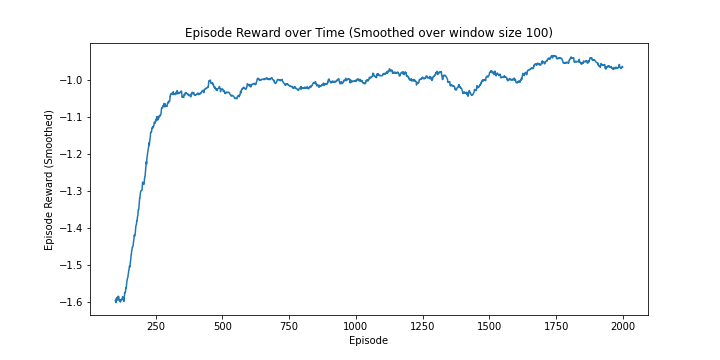 Episode Reward over Time (Smoothed over window size 100)
Episode Reward (Smoothed)
−1.0
−1.1
−1.2
−1.3
−1.4
−1.5
−1.6
250 500 750 1000 1250 1500 1750 2000
Episode